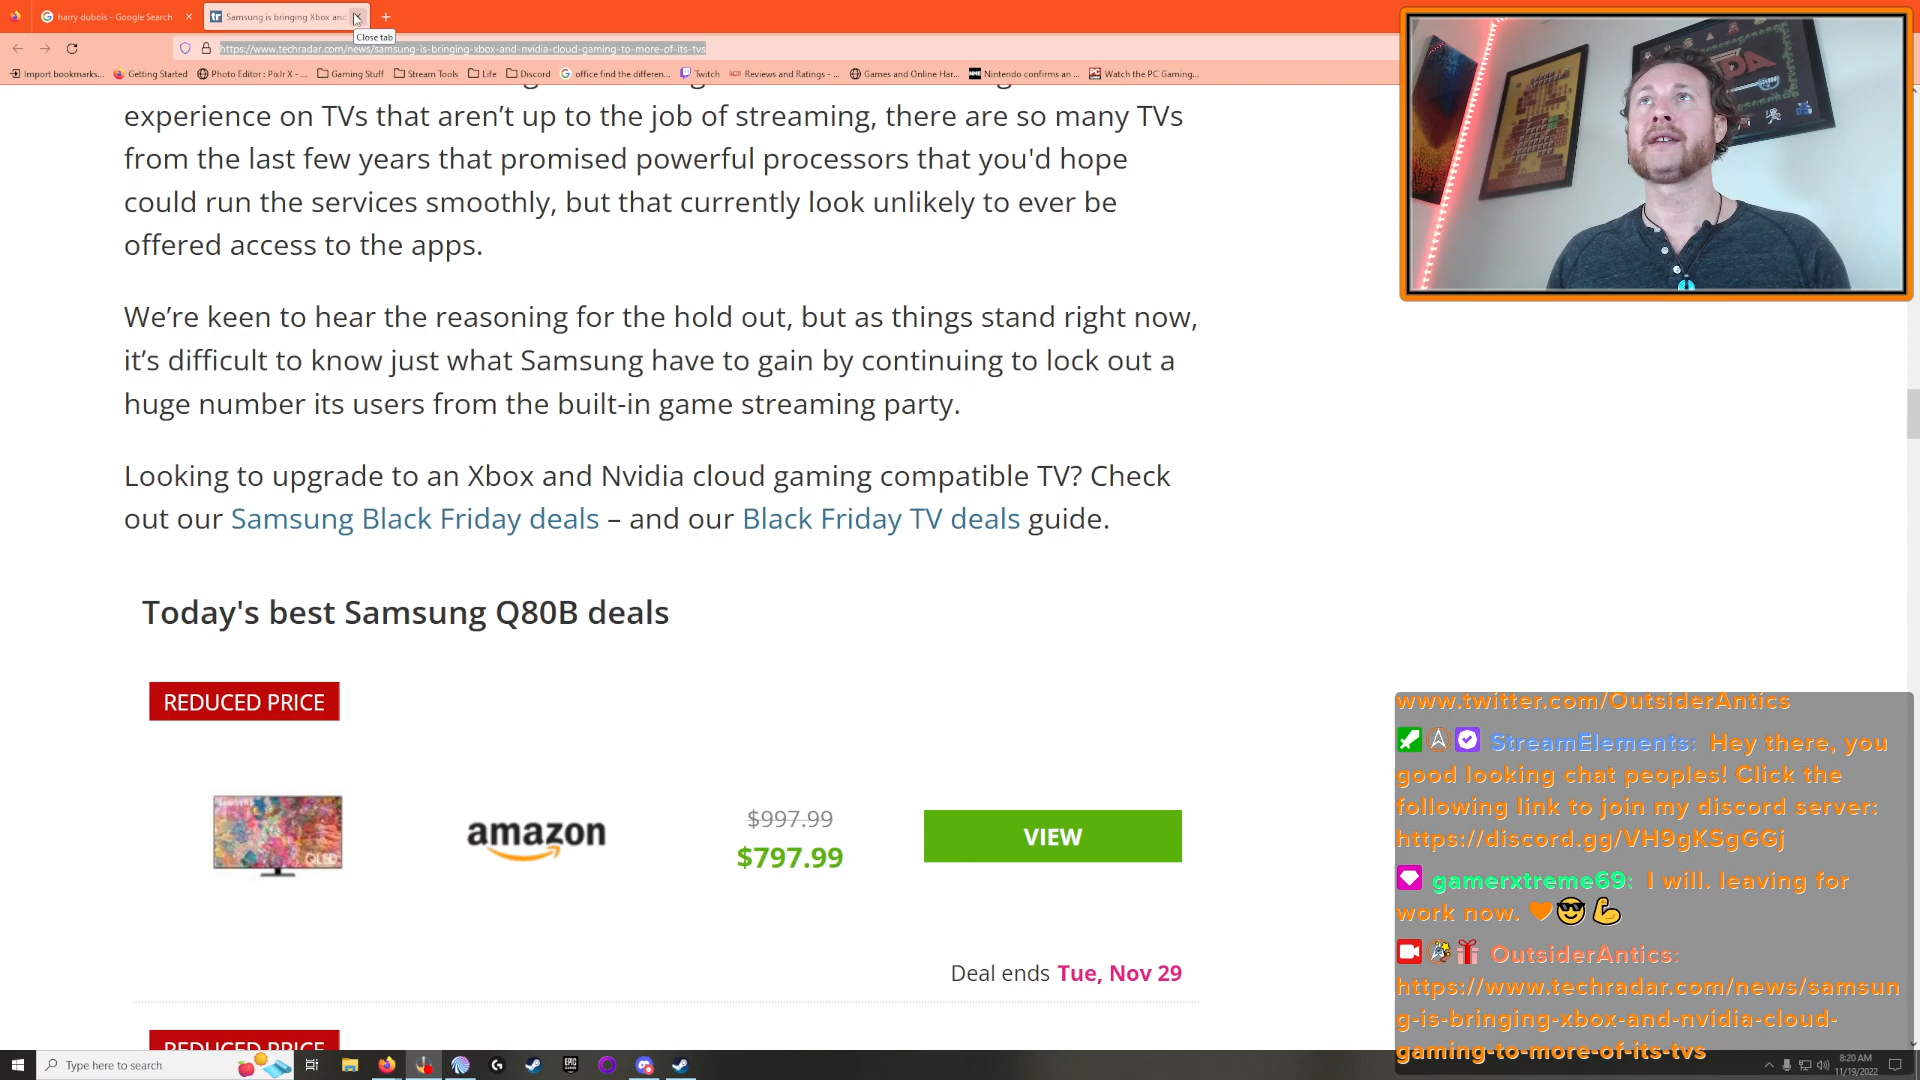 harry dubois - Google Search
Samsung is bringing Xbox and
Close tab
https://www.techradar.com/news/samsung-is-bringing-xbox-and-nvidia-cloud-gaming-to-more-of-its-tvs
Import bookmarks...
Getting Started
Photo Editor : Pixlr X - ...
Gaming Stuff
Stream Tools
Life
Discord
office find the differen...
Twitch
Reviews and Ratings - ...
Games and Online Har...
Nintendo confirms an ...
Watch the PC Gaming...
experience on TVs that aren’t up to the job of streaming, there are so many TVs
from the last few years that promised powerful processors that you'd hope
could run the services smoothly, but that currently look unlikely to ever be
offered access to the apps.
We’re keen to hear the reasoning for the hold out, but as things stand right now,
it’s difficult to know just what Samsung have to gain by continuing to lock out a
huge number its users from the built-in game streaming party.
Looking to upgrade to an Xbox and Nvidia cloud gaming compatible TV? Check
out our Samsung Black Friday deals – and our Black Friday TV deals guide.
Today's best Samsung Q80B deals
REDUCED PRICE
QLED
amazon
$997.99
$797.99
VIEW
Deal ends Tue, Nov 29
REDUCED PRICE
www.twitter.com/OutsiderAntics
StreamElements: Hey there, you
good looking chat peoples! Click the
following link to join my discord server:
https://discord.gg/VH9gKSgGGj
gamerxtreme69: I will. leaving for
work now. 🧡😎💪
OutsiderAntics:
https://www.techradar.com/news/samsun
g-is-bringing-xbox-and-nvidia-cloud-
gaming-to-more-of-its-tvs
Type here to search
8:20 AM
11/19/2022